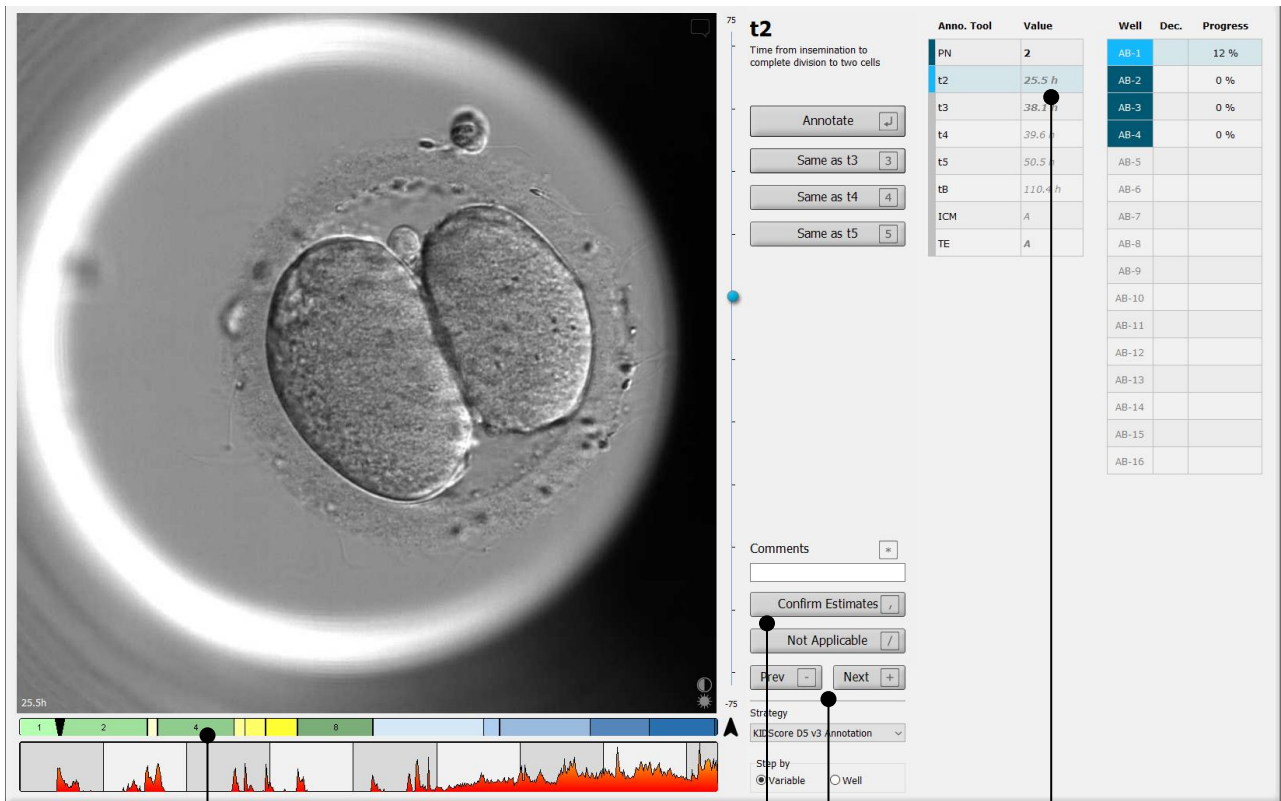 75
-75
25.5h
1
2
4
8
t2
Time from insemination to
complete division to two cells
Annotate
Same as t3 3
Same as t4 4
Same as t5 5
Comments *
Confirm Estimates ,
Not Applicable /
Prev -
Next +
Strategy
KIDScore D5 v3 Annotation
Step by
Variable
Well
Anno. Tool Value
PN 2
t2 25.5 h
t3 38.1 h
t4 39.6 h
t5 50.5 h
tB 110.4 h
ICM A
TE A
Well Dec. Progress
AB-1 12 %
AB-2 0 %
AB-3 0 %
AB-4 0 %
AB-5
AB-6
AB-7
AB-8
AB-9
AB-10
AB-11
AB-12
AB-13
AB-14
AB-15
AB-16